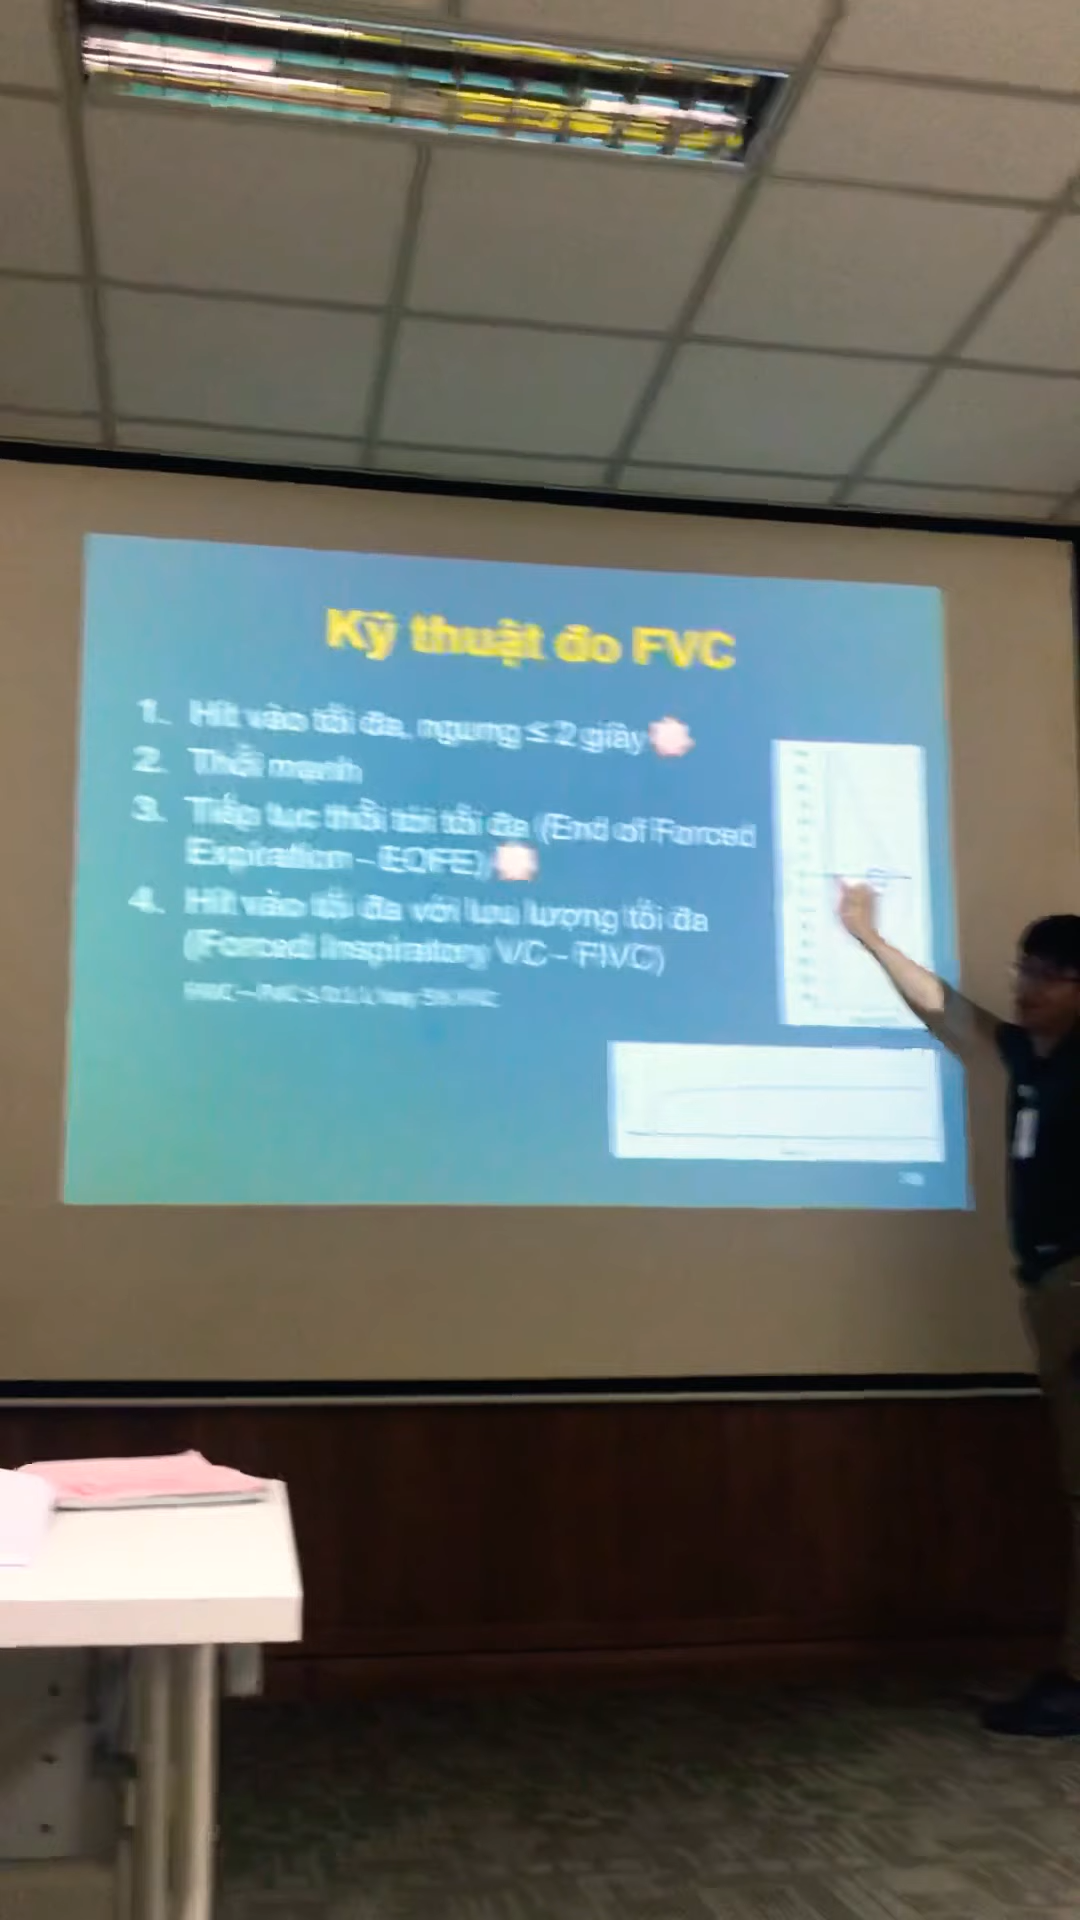 Kỹ thuật đo FVC
1. Hít vào tối đa, ngưng ≤ 2 giây
2. Thổi mạnh
3. Tiếp tục thổi tới tối đa (End of Forced
Expiration - EOFE)
4. Hít vào tối đa với lưu lượng tối đa
(Forced Inspiratory VC - FIVC)